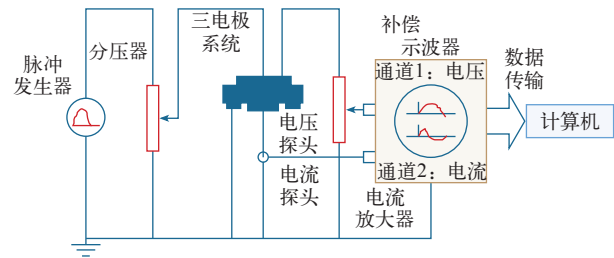 脉冲
发生器
分压器
三电极
系统
电压
探头
电流
探头
补偿
示波器
通道1：电压
通道2：电流
电流
放大器
数据
传输
计算机